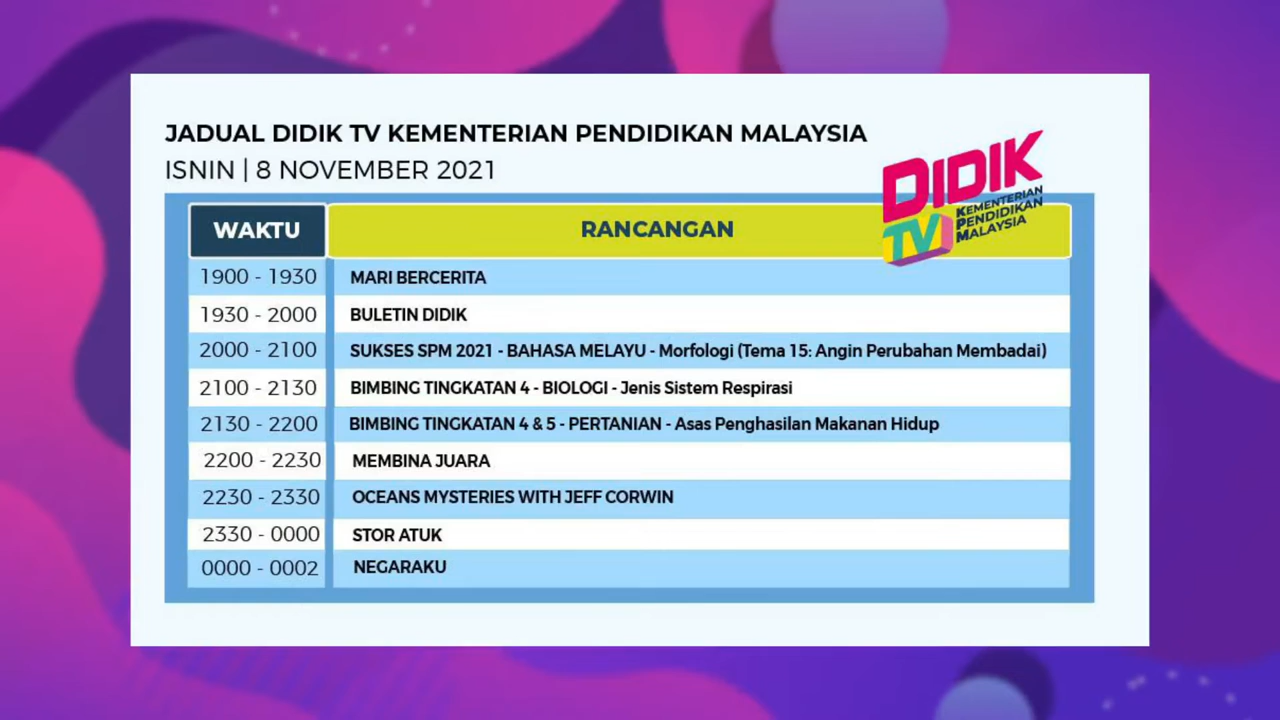 JADUAL DIDIK TV KEMENTERIAN PENDIDIKAN MALAYSIA
ISNIN | 8 NOVEMBER 2021
DIDIK
TV
KEMENTERIAN
PENDIDIKAN
MALAYSIA
WAKTU RANCANGAN
1900 - 1930 MARI BERCERITA
1930 - 2000 BULETIN DIDIK
2000 - 2100 SUKSES SPM 2021 - BAHASA MELAYU - Morfologi (Tema 15: Angin Perubahan Membadai)
2100 - 2130 BIMBING TINGKATAN 4 - BIOLOGI - Jenis Sistem Respirasi
2130 - 2200 BIMBING TINGKATAN 4 & 5 - PERTANIAN - Asas Penghasilan Makanan Hidup
2200 - 2230 MEMBINA JUARA
2230 - 2330 OCEANS MYSTERIES WITH JEFF CORWIN
2330 - 0000 STOR ATUK
0000 - 0002 NEGARAKU